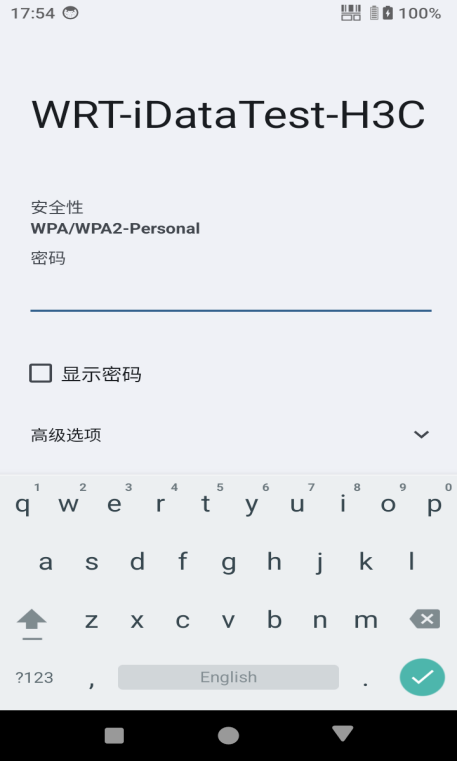 17:54 100%
WRT-iDataTest-H3C
安全性
WPA/WPA2-Personal
密码
显示密码
高级选项
1 2 3 4 5 6 7 8 9 0
q w e r t y u i o p
a s d f g h j k l
z x c v b n m
?123 , English .